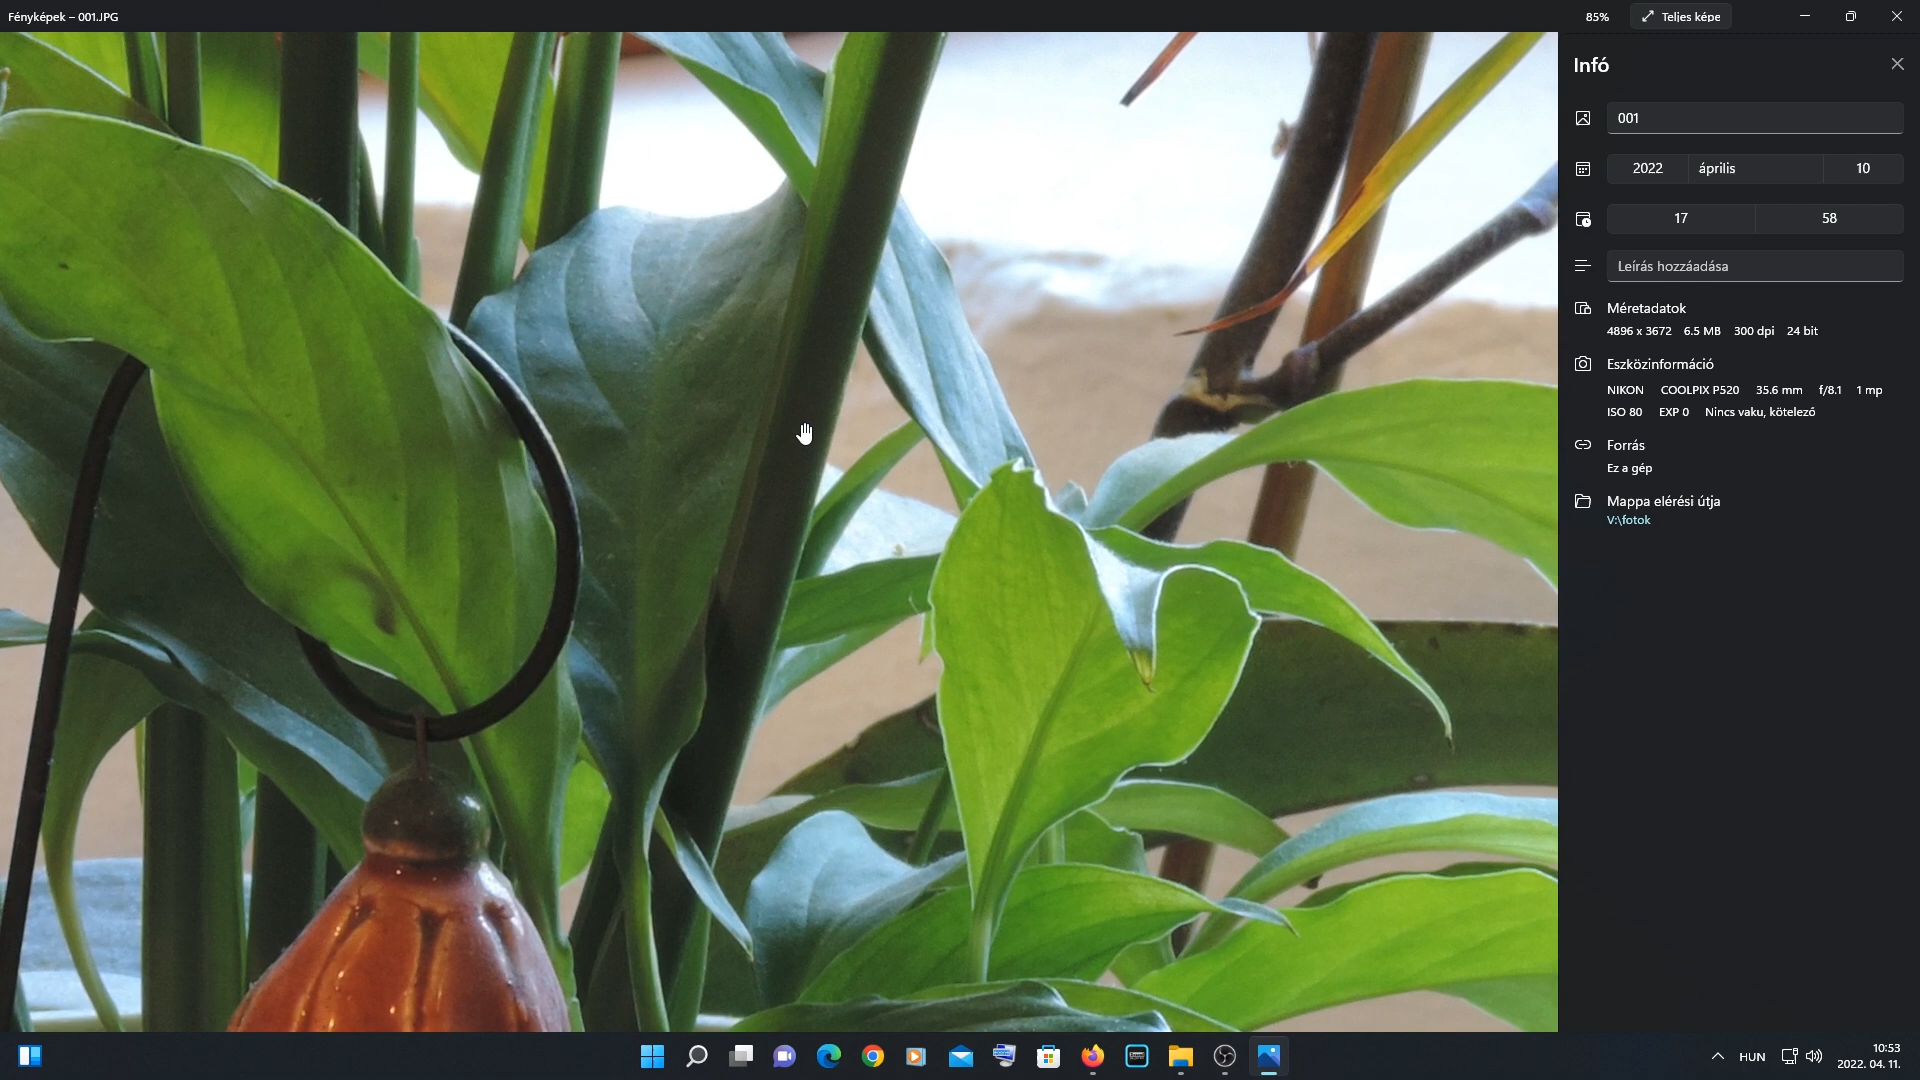 Fényképek – 001.JPG
85%
Teljes képe
Infó
001
2022 április 10
17 58
Leírás hozzáadása
Méretadatok
4896 x 3672 6.5 MB 300 dpi 24 bit
Eszközinformáció
NIKON COOLPIX P520 35.6 mm f/8.1 1 mp
ISO 80 EXP 0 Nincs vaku, kötelező
Forrás
Ez a gép
Mappa elérési útja
V:\fotok
HUN
10:53
2022. 04. 11.